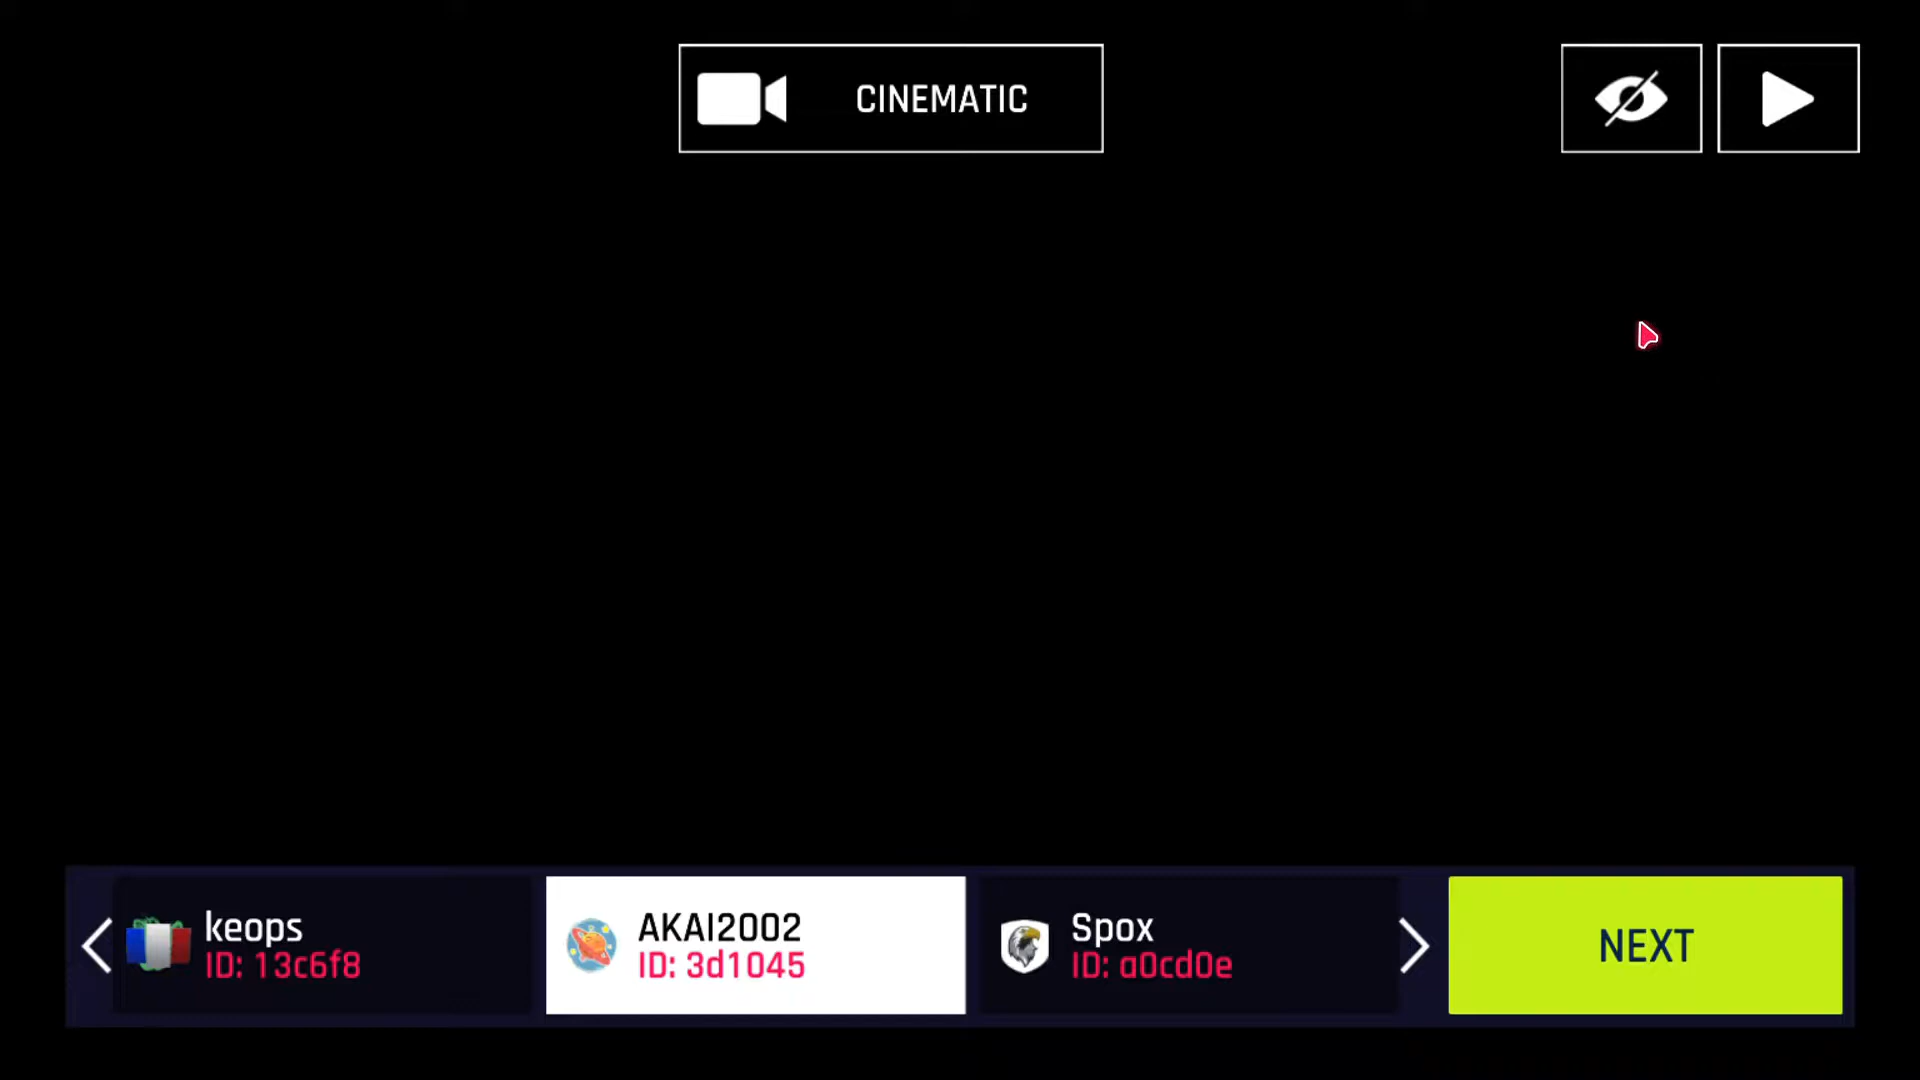 CINEMATIC
keops
ID: 13c6f8
AKAI2002
ID: 3d1045
Spox
ID: a0cd0e
NEXT